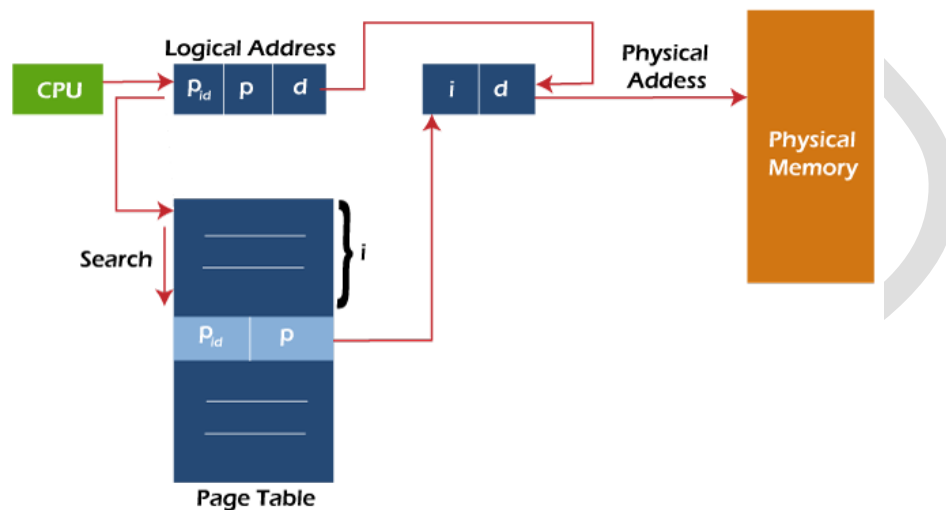 Logical Address
CPU
pid p d
i d
Physical
Addess
Physical
Memory
Search
i
pid p
Page Table